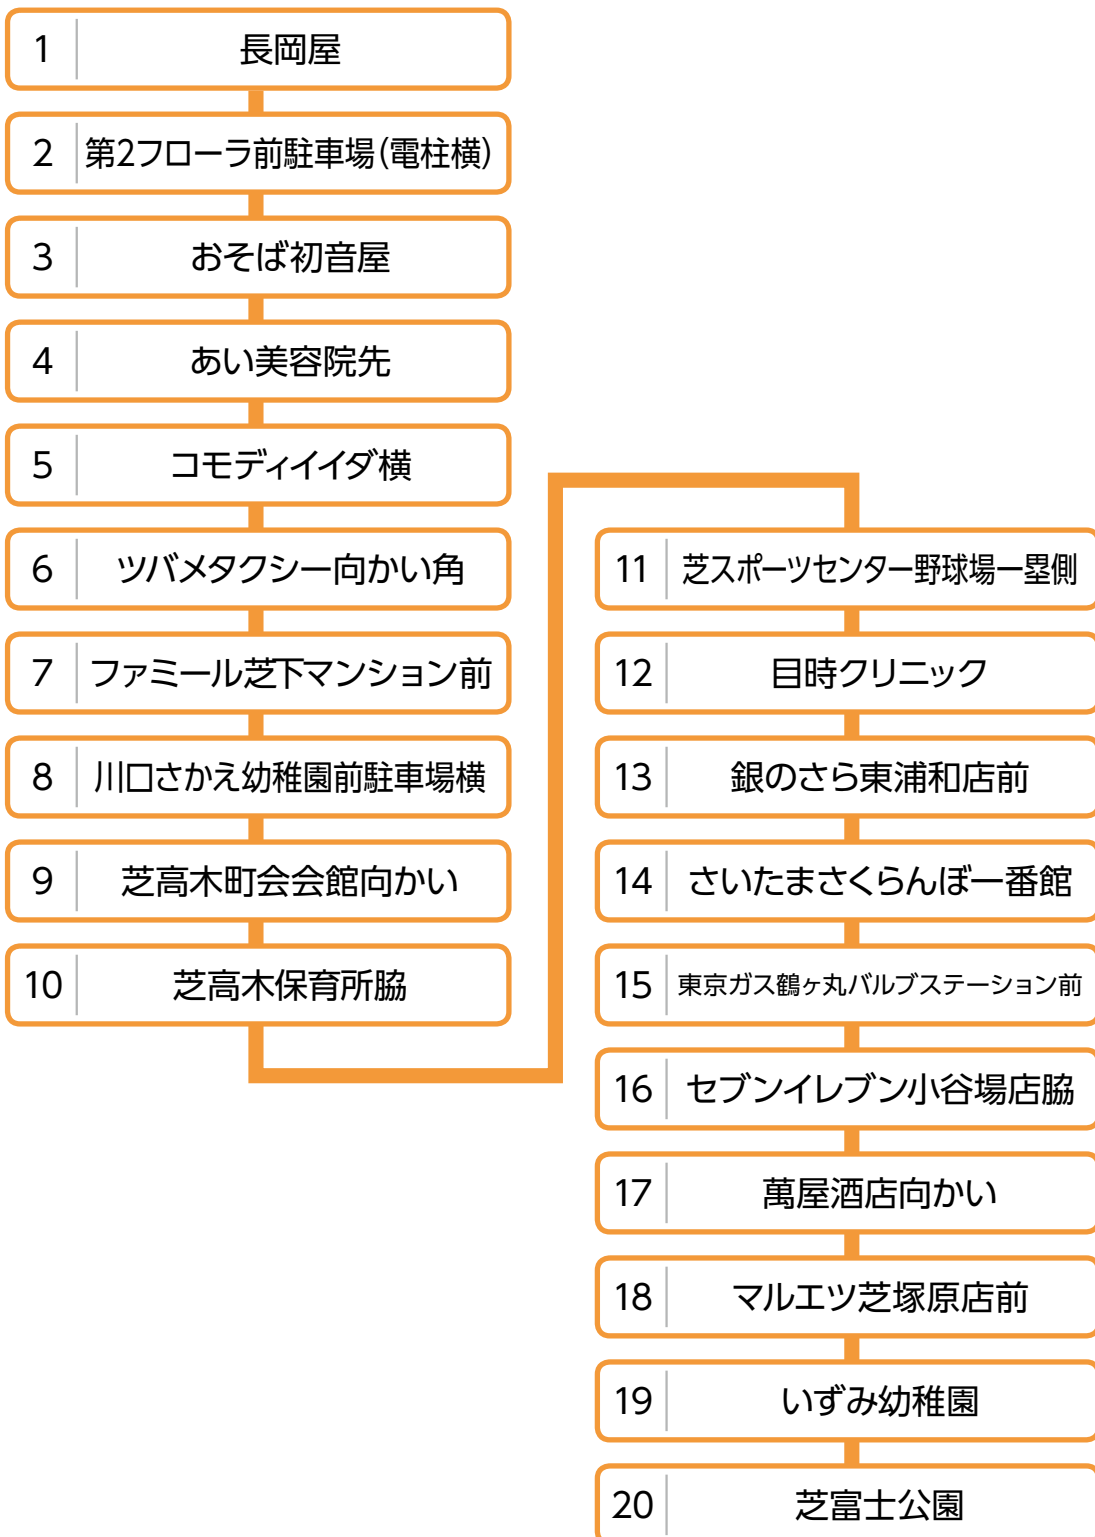 1 長岡屋
2 第2フローラ前駐車場(電柱横)
3 おそば初音屋
4 あい美容院先
5 コモディイイダ横
6 ツバメタクシー向かい角
7 ファミール芝下マンション前
8 川口さかえ幼稚園前駐車場横
9 芝高木町会会館向かい
10 芝高木保育所脇
11 芝スポーツセンター野球場一塁側
12 目時クリニック
13 銀のさら東浦和店前
14 さいたまさくらんぼ一番館
15 東京ガス鶴ヶ丸バルブステーション前
16 セブンイレブン小谷場店脇
17 萬屋酒店向かい
18 マルエツ芝塚原店前
19 いずみ幼稚園
20 芝富士公園